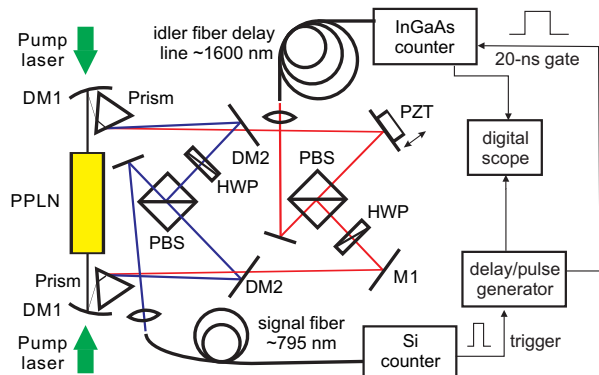 Pump
laser
idler fiber delay
line ~1600 nm
InGaAs
counter
20-ns gate
DM1
Prism
PZT
DM2
digital
scope
HWP
PBS
PPLN
PBS
HWP
Prism
DM2
M1
delay/pulse
generator
DM1
signal fiber
~795 nm
Si
counter
trigger
Pump
laser